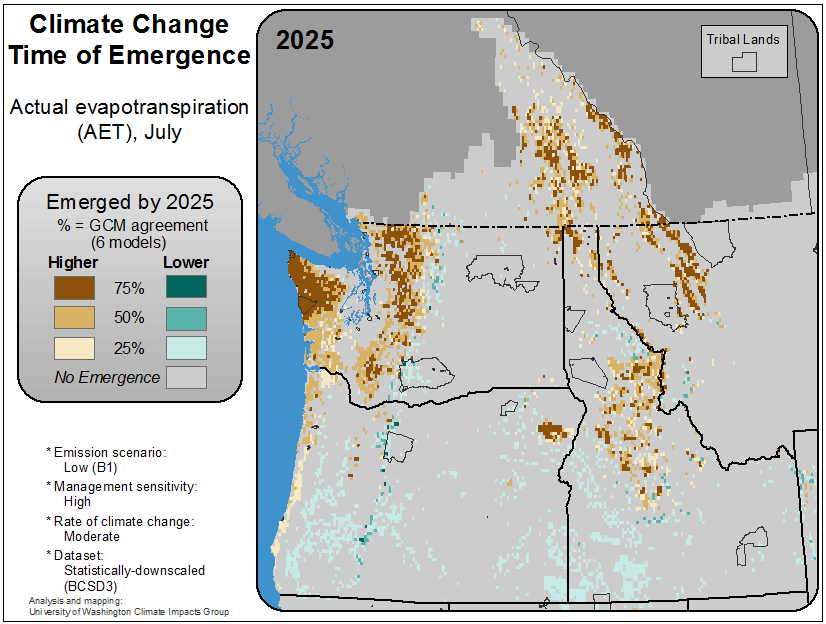 Climate Change
Time of Emergence
Actual evapotranspiration
(AET), July
Emerged by 2025
% = GCM agreement
(6 models)
Higher Lower
75%
50%
25%
No Emergence
* Emission scenario:
Low (B1)
* Management sensitivity:
High
* Rate of climate change:
Moderate
* Dataset:
Statistically-downscaled
(BCSD3)
Analysis and mapping:
University of Washington Climate Impacts Group
2025
Tribal Lands